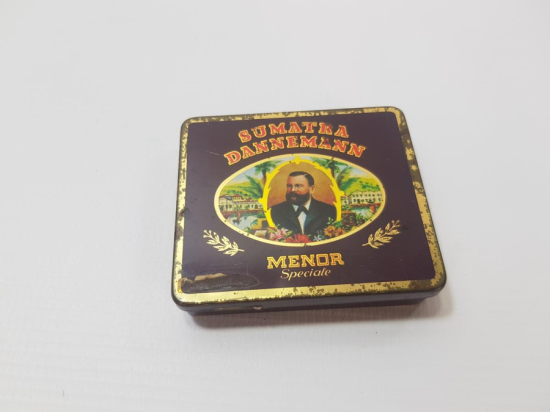 SUMATRA
DANNEMANN
MENOR
Speciale